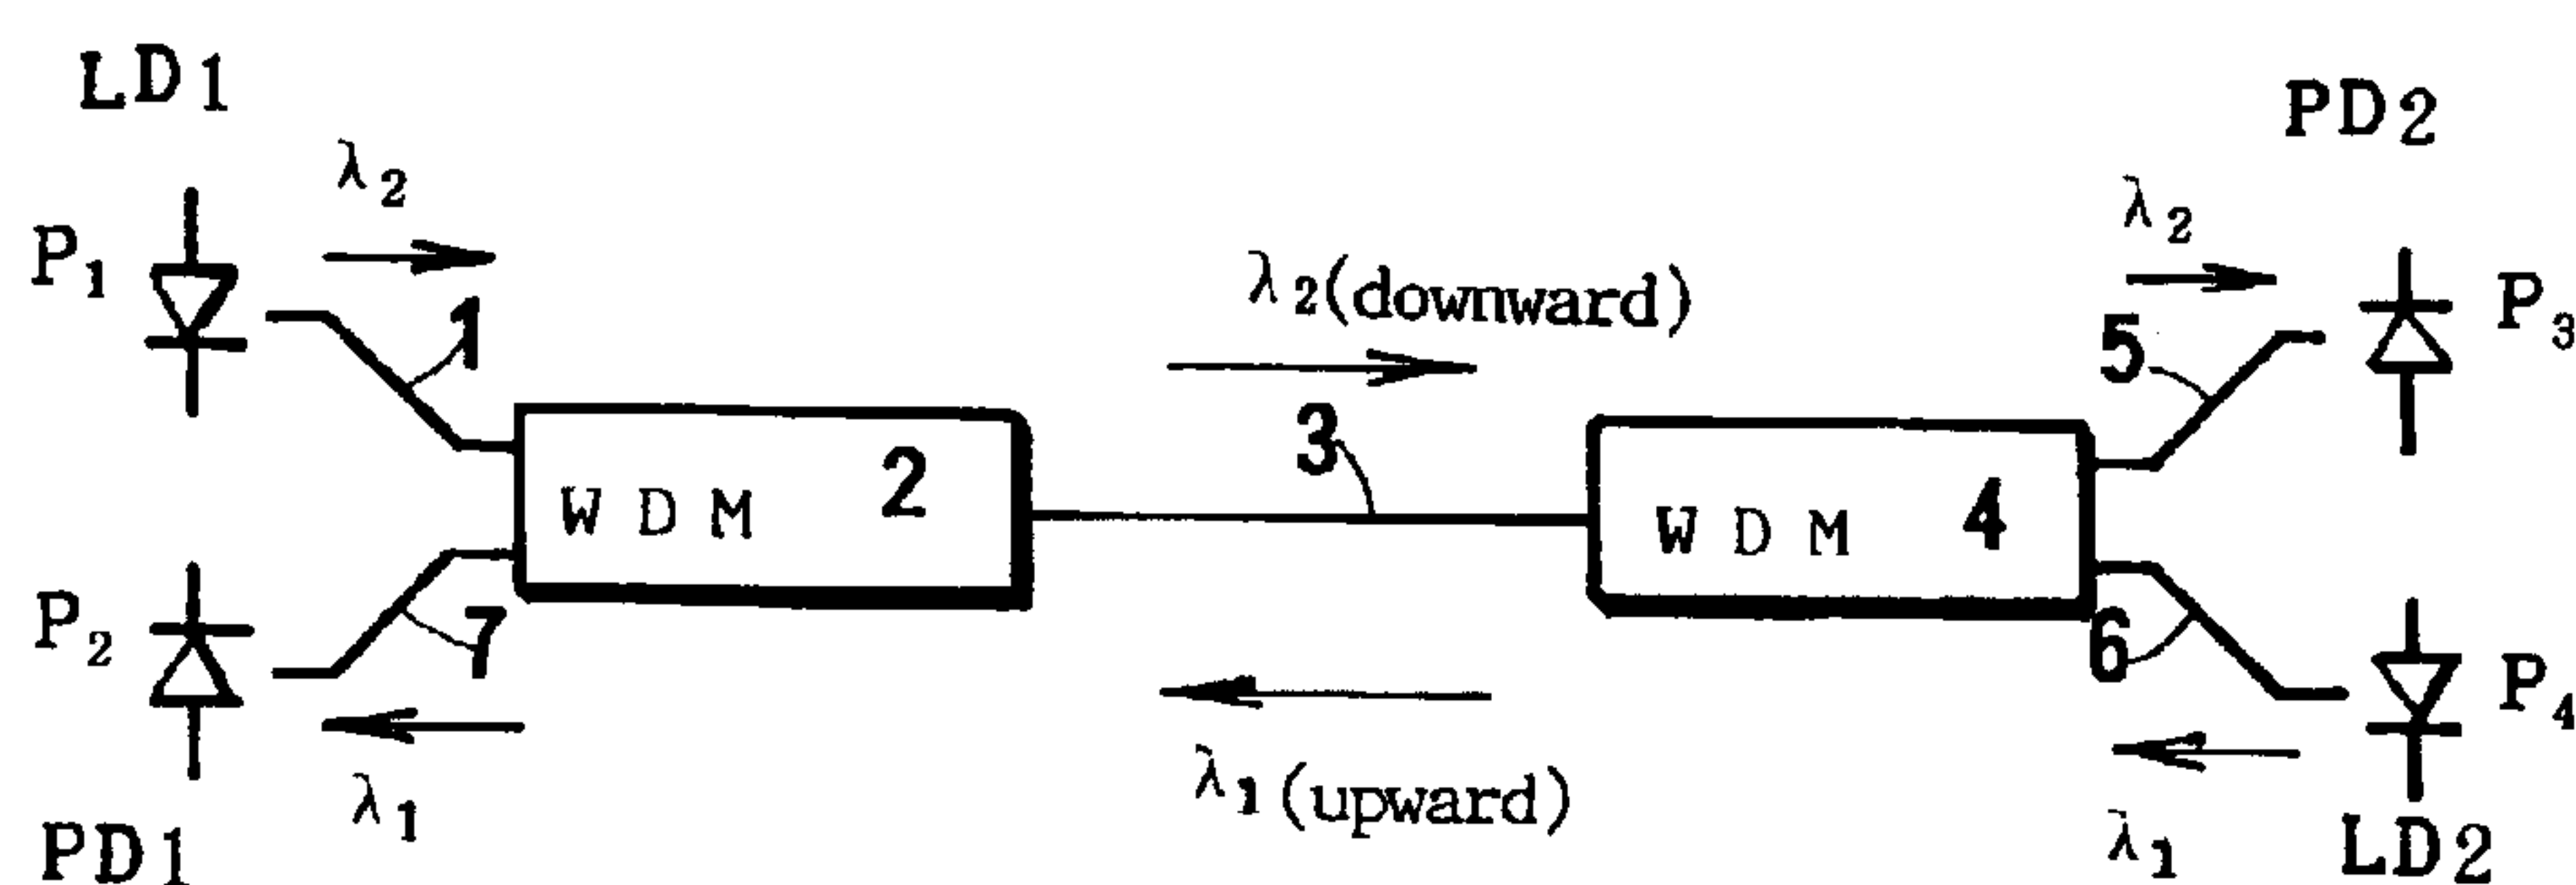 LD1
PD2
λ2
λ2
P1
P3
λ2(downward)
1
5
3
WDM 2
WDM 4
7
6
P2
P4
λ1
λ1(upward)
λ1
PD1
LD2